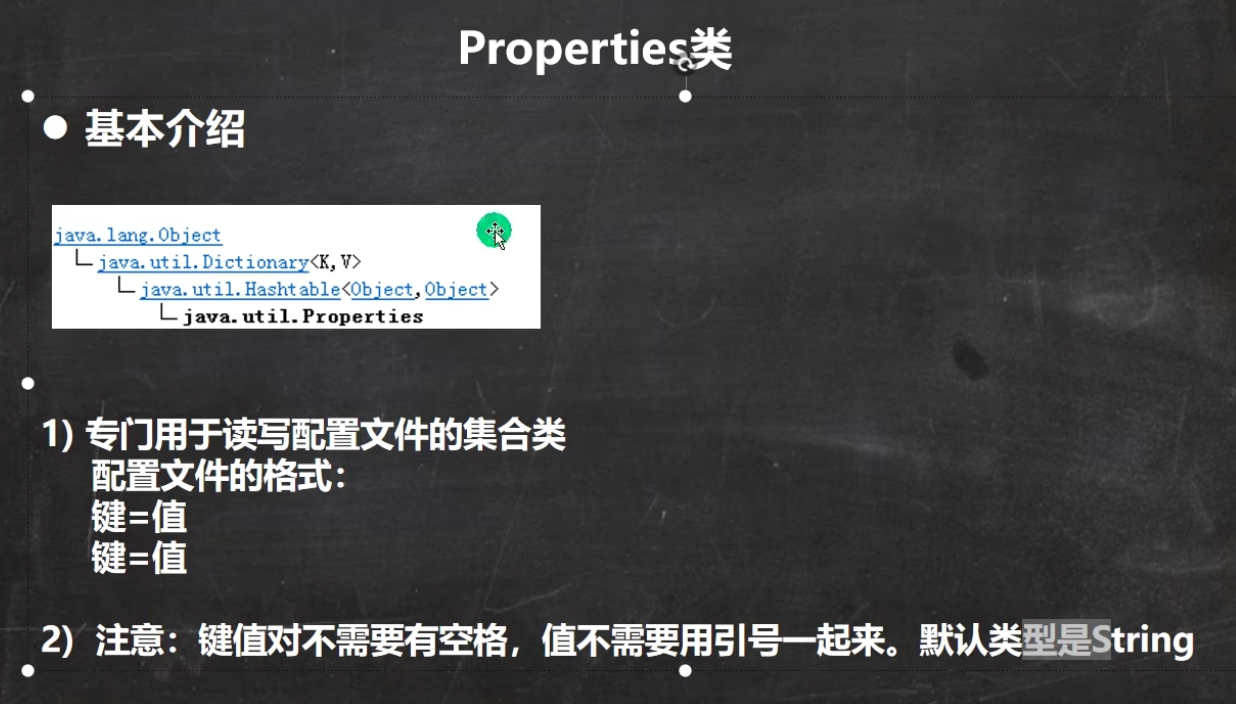 Properties类
● 基本介绍
java.lang.Object
java.util.Dictionary<K,V>
java.util.Hashtable<Object,Object>
java.util.Properties
1) 专门用于读写配置文件的集合类
配置文件的格式：
键=值
键=值
2) 注意：键值对不需要有空格，值不需要用引号一起来。默认类型是String